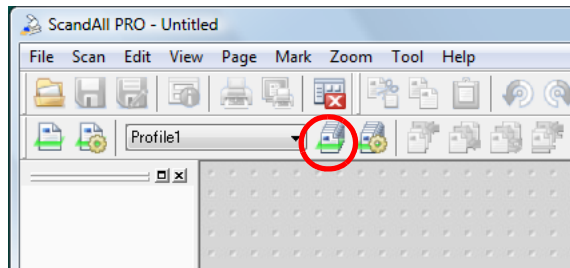 ScandAll PRO - Untitled
File Scan Edit View Page Mark Zoom Tool Help
Profile1